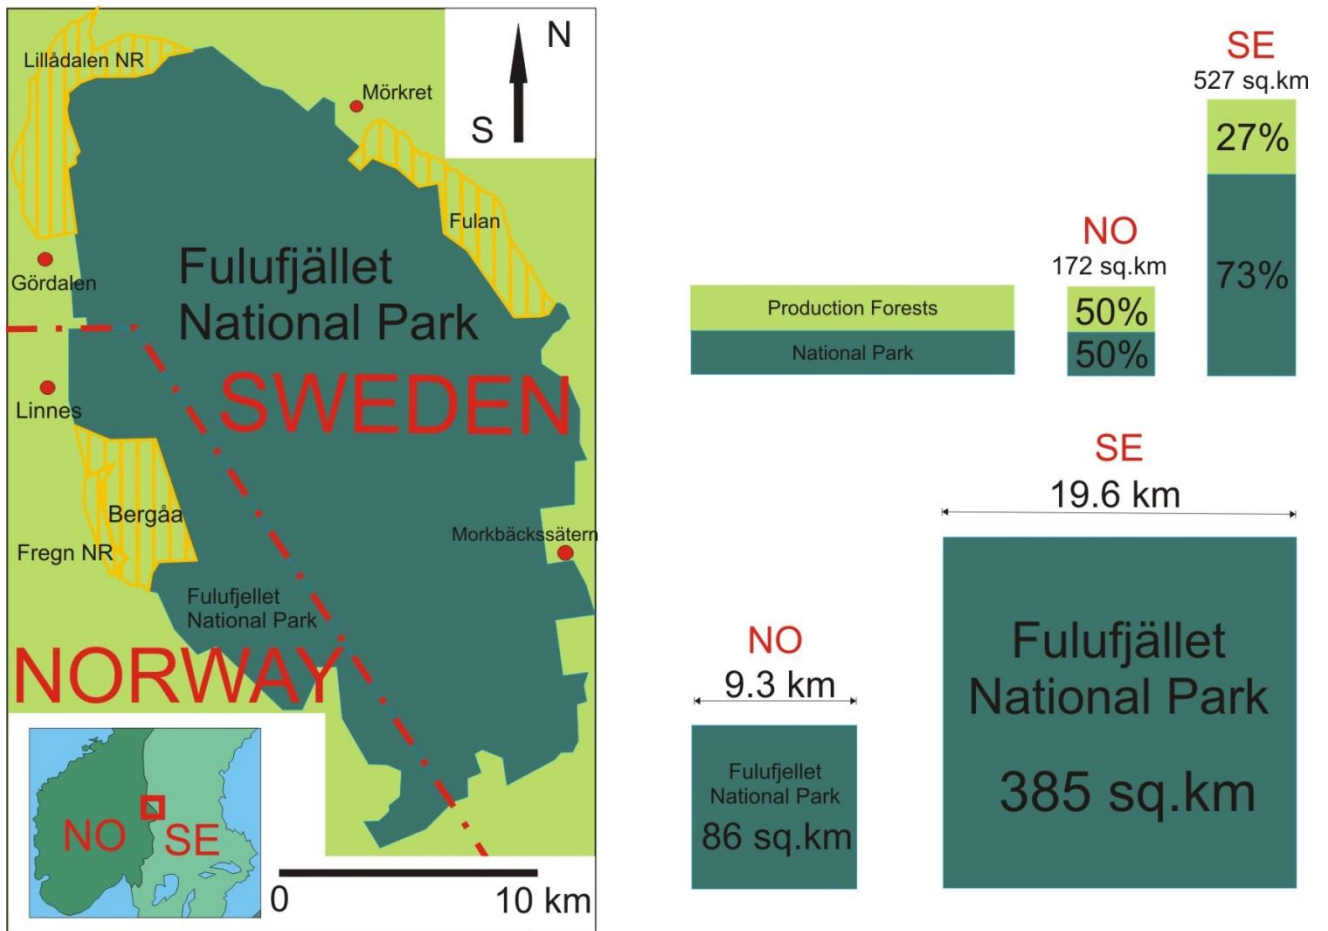 N
S
Lillådalen NR
Mörkret
Fulan
Fulufjället
National Park
Gördalen
SWEDEN
Linnes
Bergåa
Fregn NR
Morkbäckssätern
Fulufjellet
National Park
NORWAY
NO
SE
0
10 km
SE
527 sq.km
27%
73%
NO
172 sq.km
50%
50%
Production Forests
National Park
SE
19.6 km
Fulufjället
National Park
385 sq.km
NO
9.3 km
Fulufjellet
National Park
86 sq.km